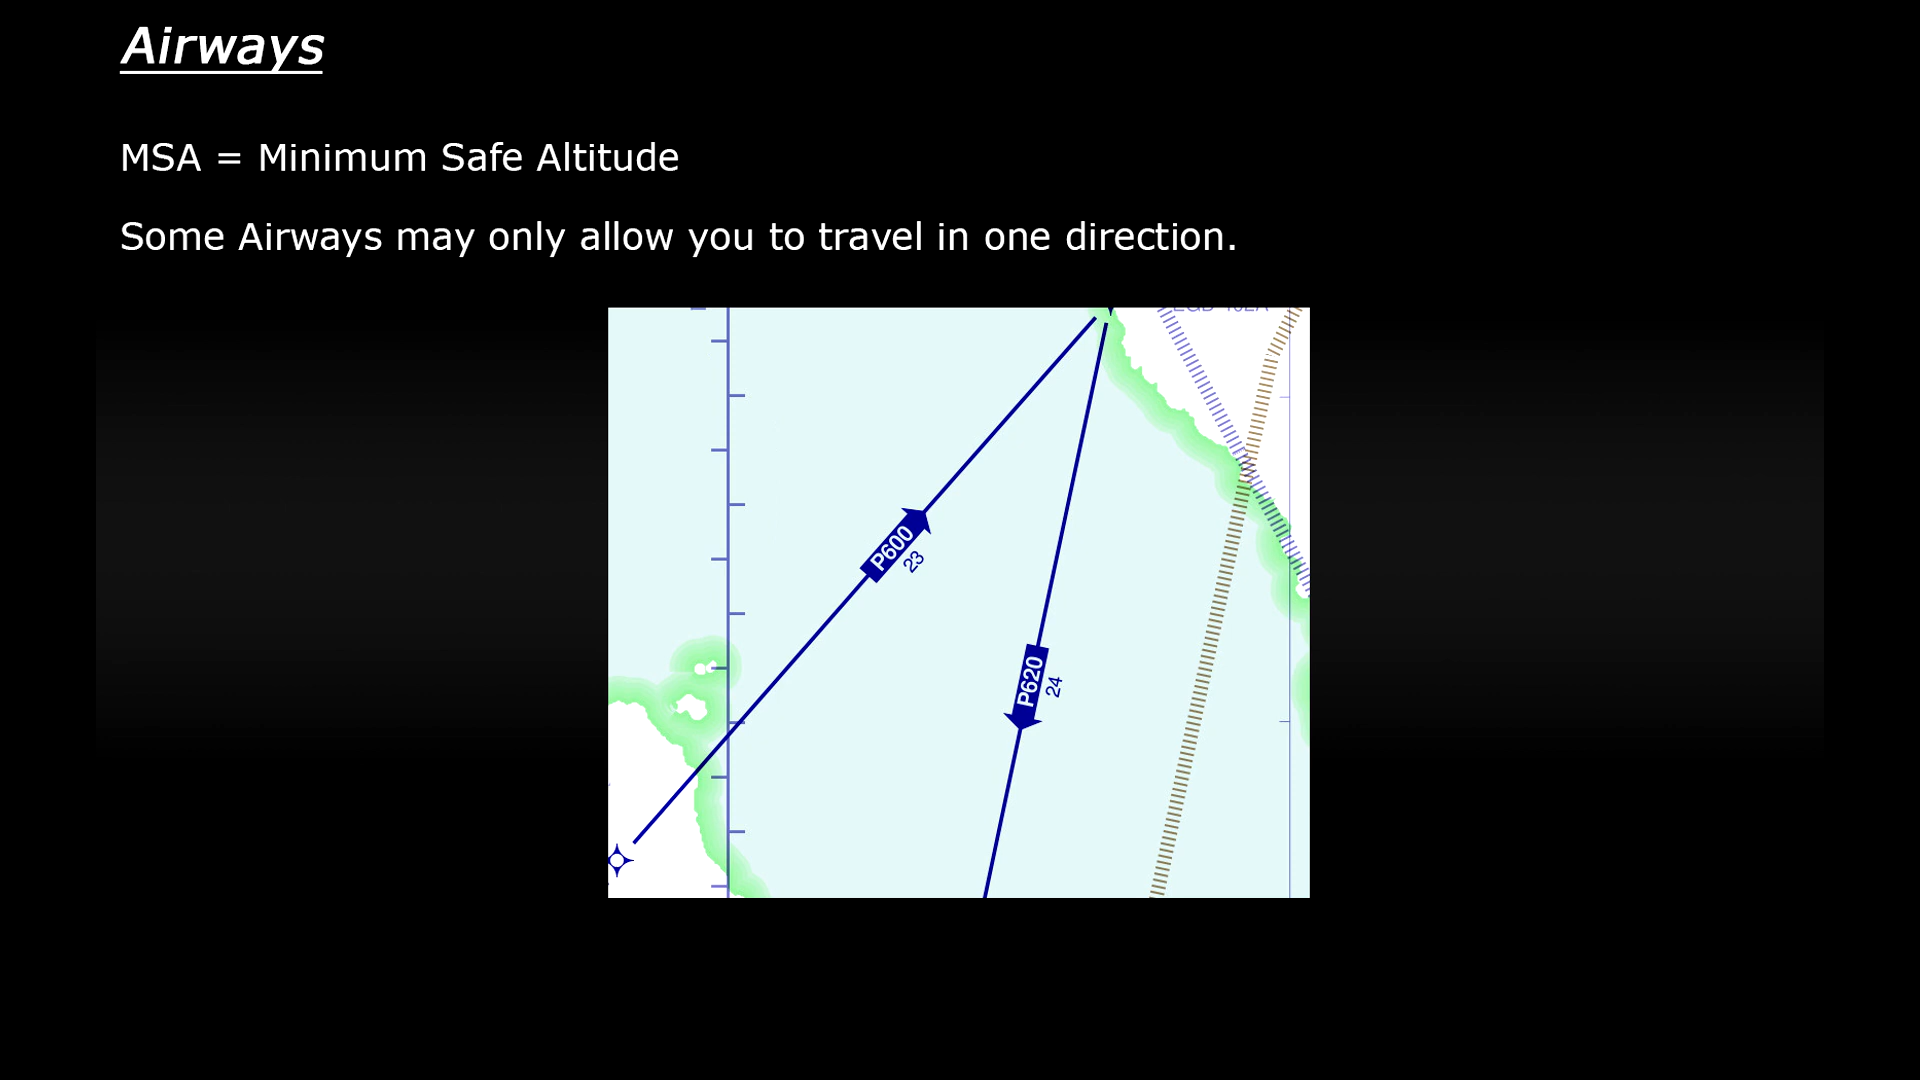 Airways
MSA = Minimum Safe Altitude
Some Airways may only allow you to travel in one direction.
P600
23
P620
24